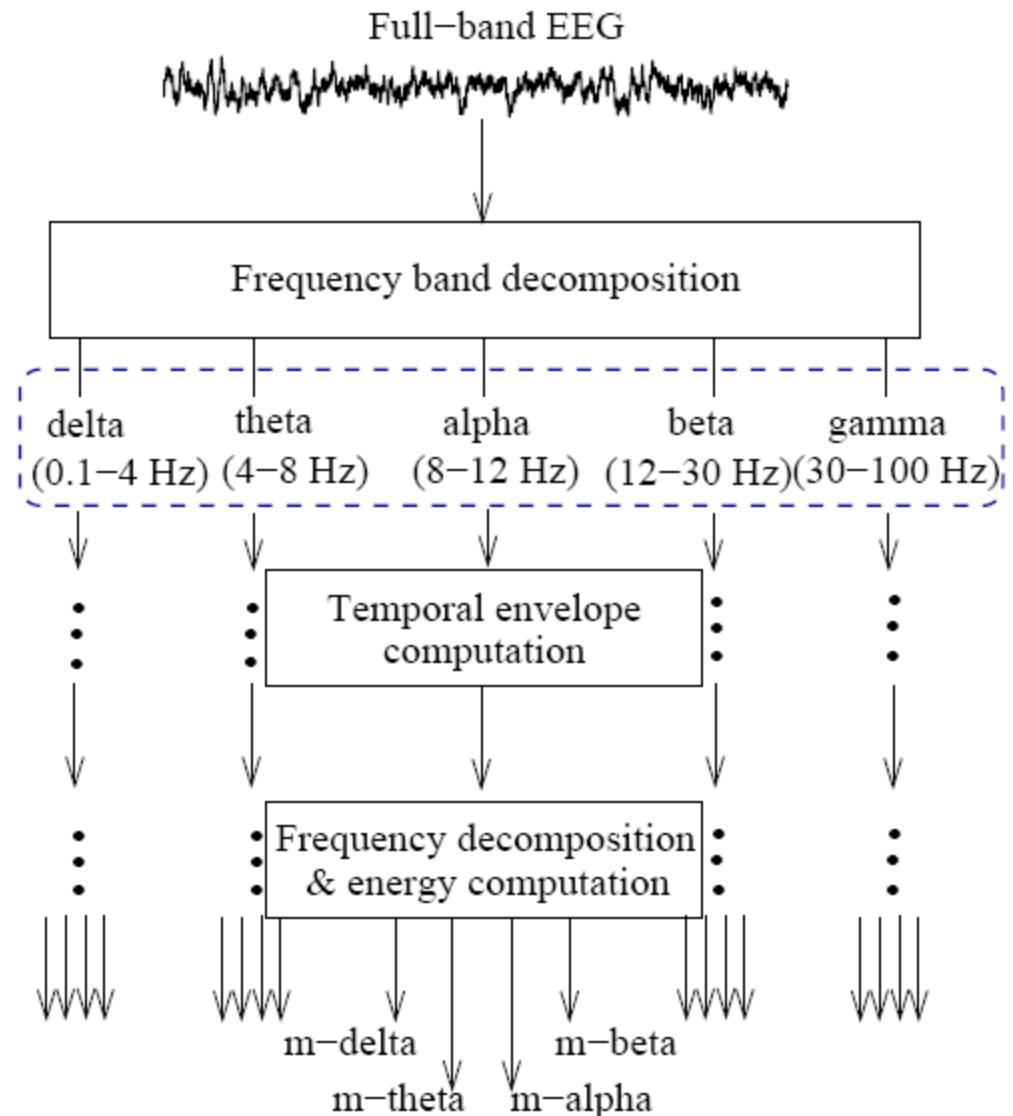 Full−band EEG
Frequency band decomposition
delta theta alpha beta gamma
(0.1−4 Hz) (4−8 Hz) (8−12 Hz) (12−30 Hz) (30−100 Hz)
Temporal envelope
computation
Frequency decomposition
& energy computation
m−delta m−beta
m−theta m−alpha